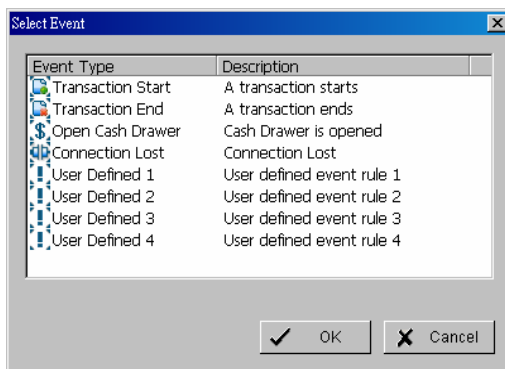 Select Event
Event Type Description
Transaction Start A transaction starts
Transaction End A transaction ends
Open Cash Drawer Cash Drawer is opened
Connection Lost Connection Lost
User Defined 1 User defined event rule 1
User Defined 2 User defined event rule 2
User Defined 3 User defined event rule 3
User Defined 4 User defined event rule 4
OK Cancel